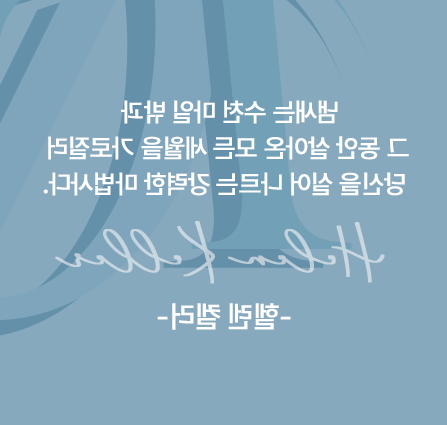 냄새는 수천 마일 밖과
그 동안 살아온 모든 세월을 가로질러
당신을 실어 나르는 강력한 마법사다.
Helen Keller
-헬렌 켈러-